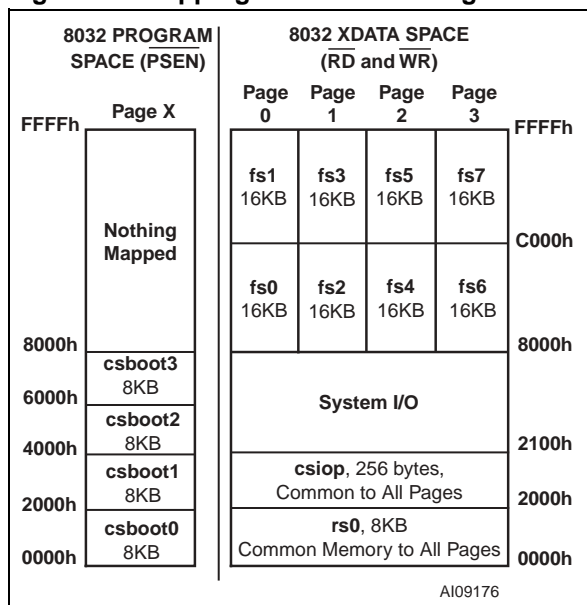 8032 PROGRAM
SPACE (PSEN)
Page X
FFFFh
Nothing
Mapped
8000h
csboot3
8KB
6000h
csboot2
8KB
4000h
csboot1
8KB
2000h
csboot0
8KB
0000h
8032 XDATA SPACE
(RD and WR)
Page 0
Page 1
Page 2
Page 3
FFFFh
fs1
16KB
fs3
16KB
fs5
16KB
fs7
16KB
C000h
fs0
16KB
fs2
16KB
fs4
16KB
fs6
16KB
8000h
System I/O
2100h
csiop, 256 bytes,
Common to All Pages
2000h
rs0, 8KB
Common Memory to All Pages
0000h
AI09176